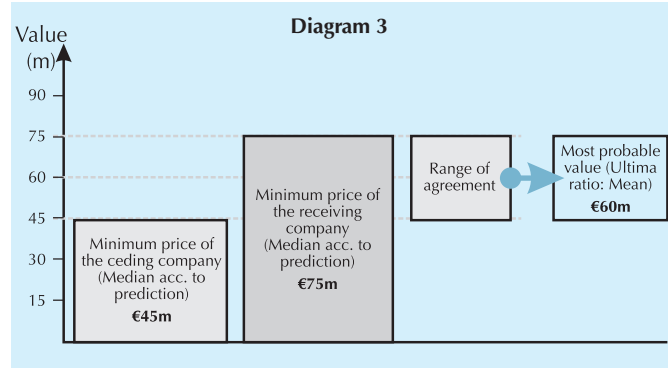 Diagram 3
Value
(m)
90
75
60
45
30
15
Minimum price of
the ceding company
(Median acc. to
prediction)
€45m
Minimum price of
the receiving
company
(Median acc. to
prediction)
€75m
Range of
agreement
Most probable
value (Ultima
ratio: Mean)
€60m